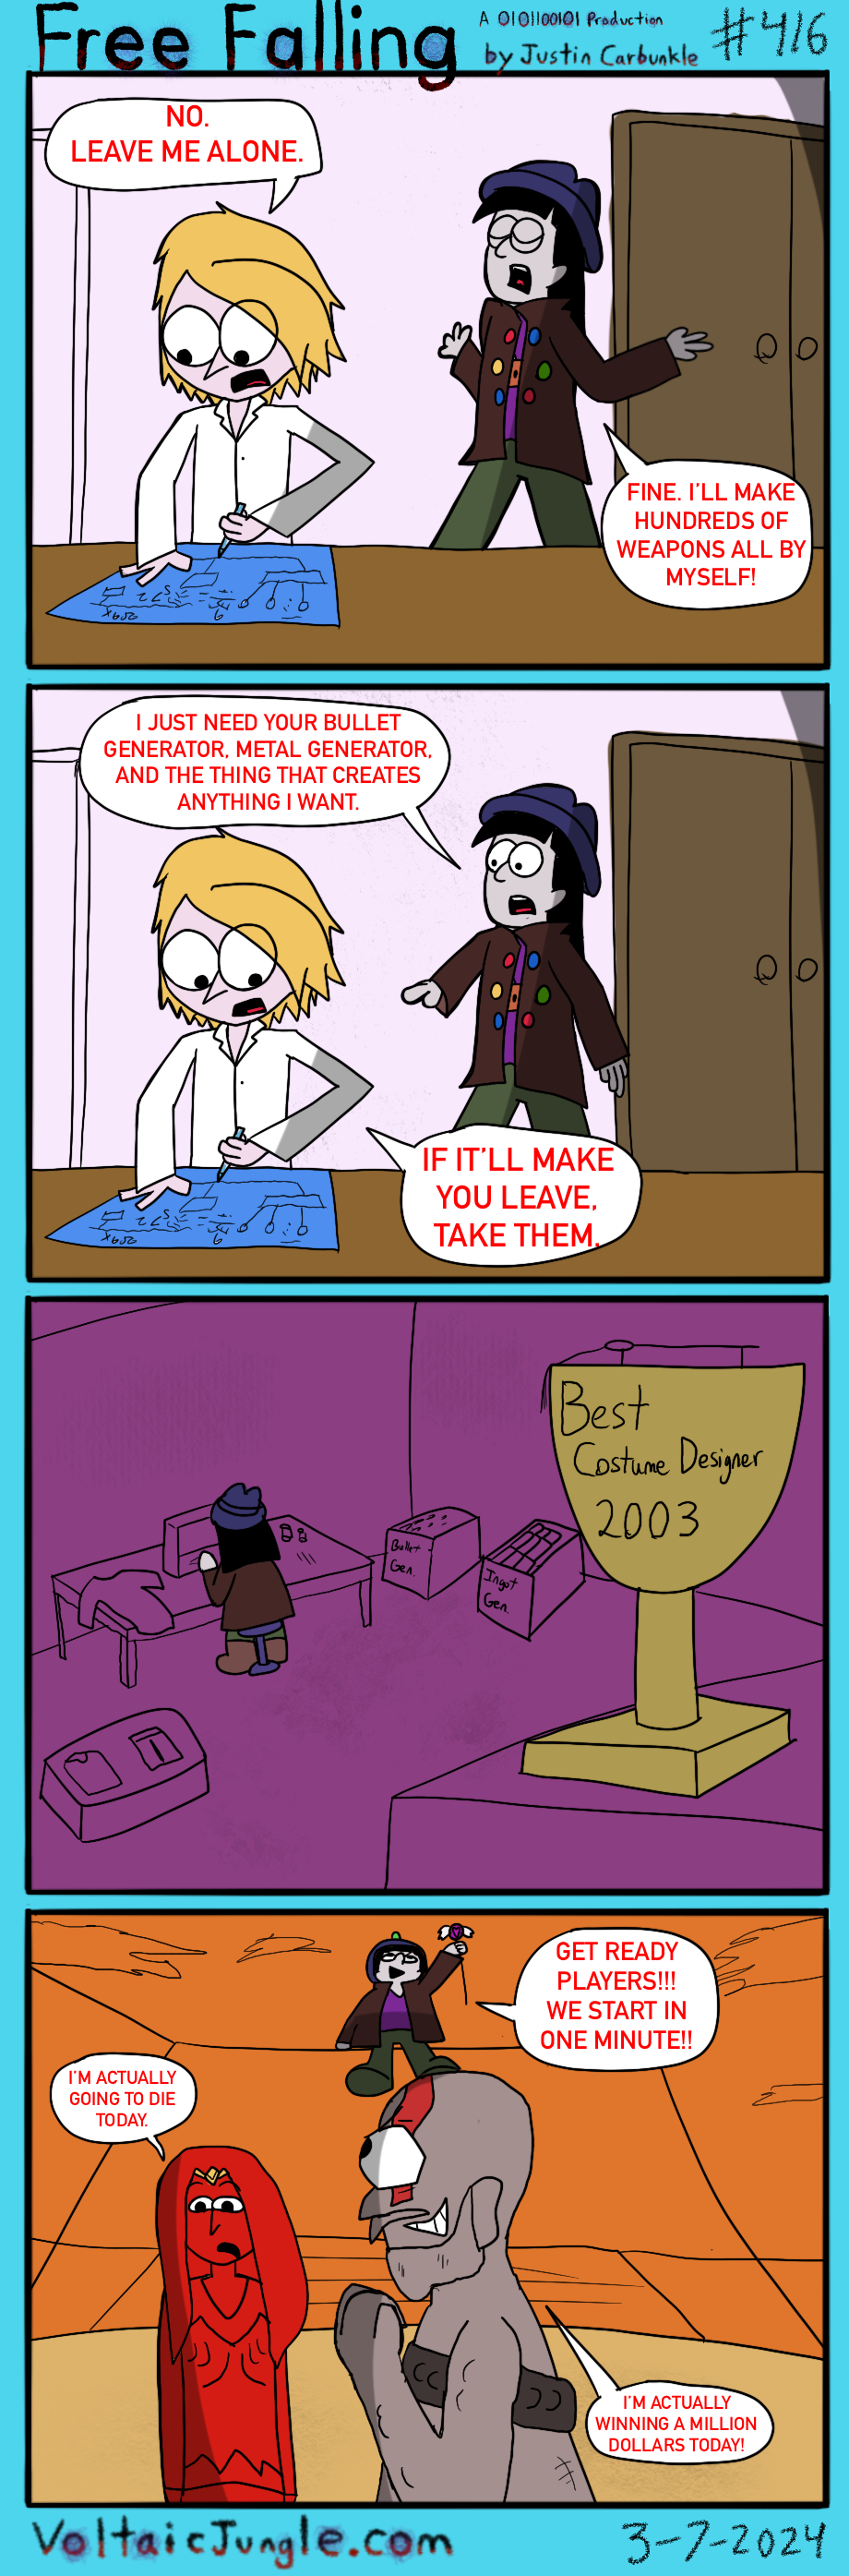 Free Falling
A 0101100101 Production
by Justin Carbunkle
#416
NO.
LEAVE ME ALONE.
FINE. I'LL MAKE
HUNDREDS OF
WEAPONS ALL BY
MYSELF!
I JUST NEED YOUR BULLET
GENERATOR, METAL GENERATOR,
AND THE THING THAT CREATES
ANYTHING I WANT.
IF IT'LL MAKE
YOU LEAVE,
TAKE THEM.
Best
Costume Designer
2003
Bullet
Gen.
Ingot
Gen.
GET READY
PLAYERS!!!
WE START IN
ONE MINUTE!!
I'M ACTUALLY
GOING TO DIE
TODAY.
I'M ACTUALLY
WINNING A MILLION
DOLLARS TODAY!
VoltaicJungle.com
3-7-2024